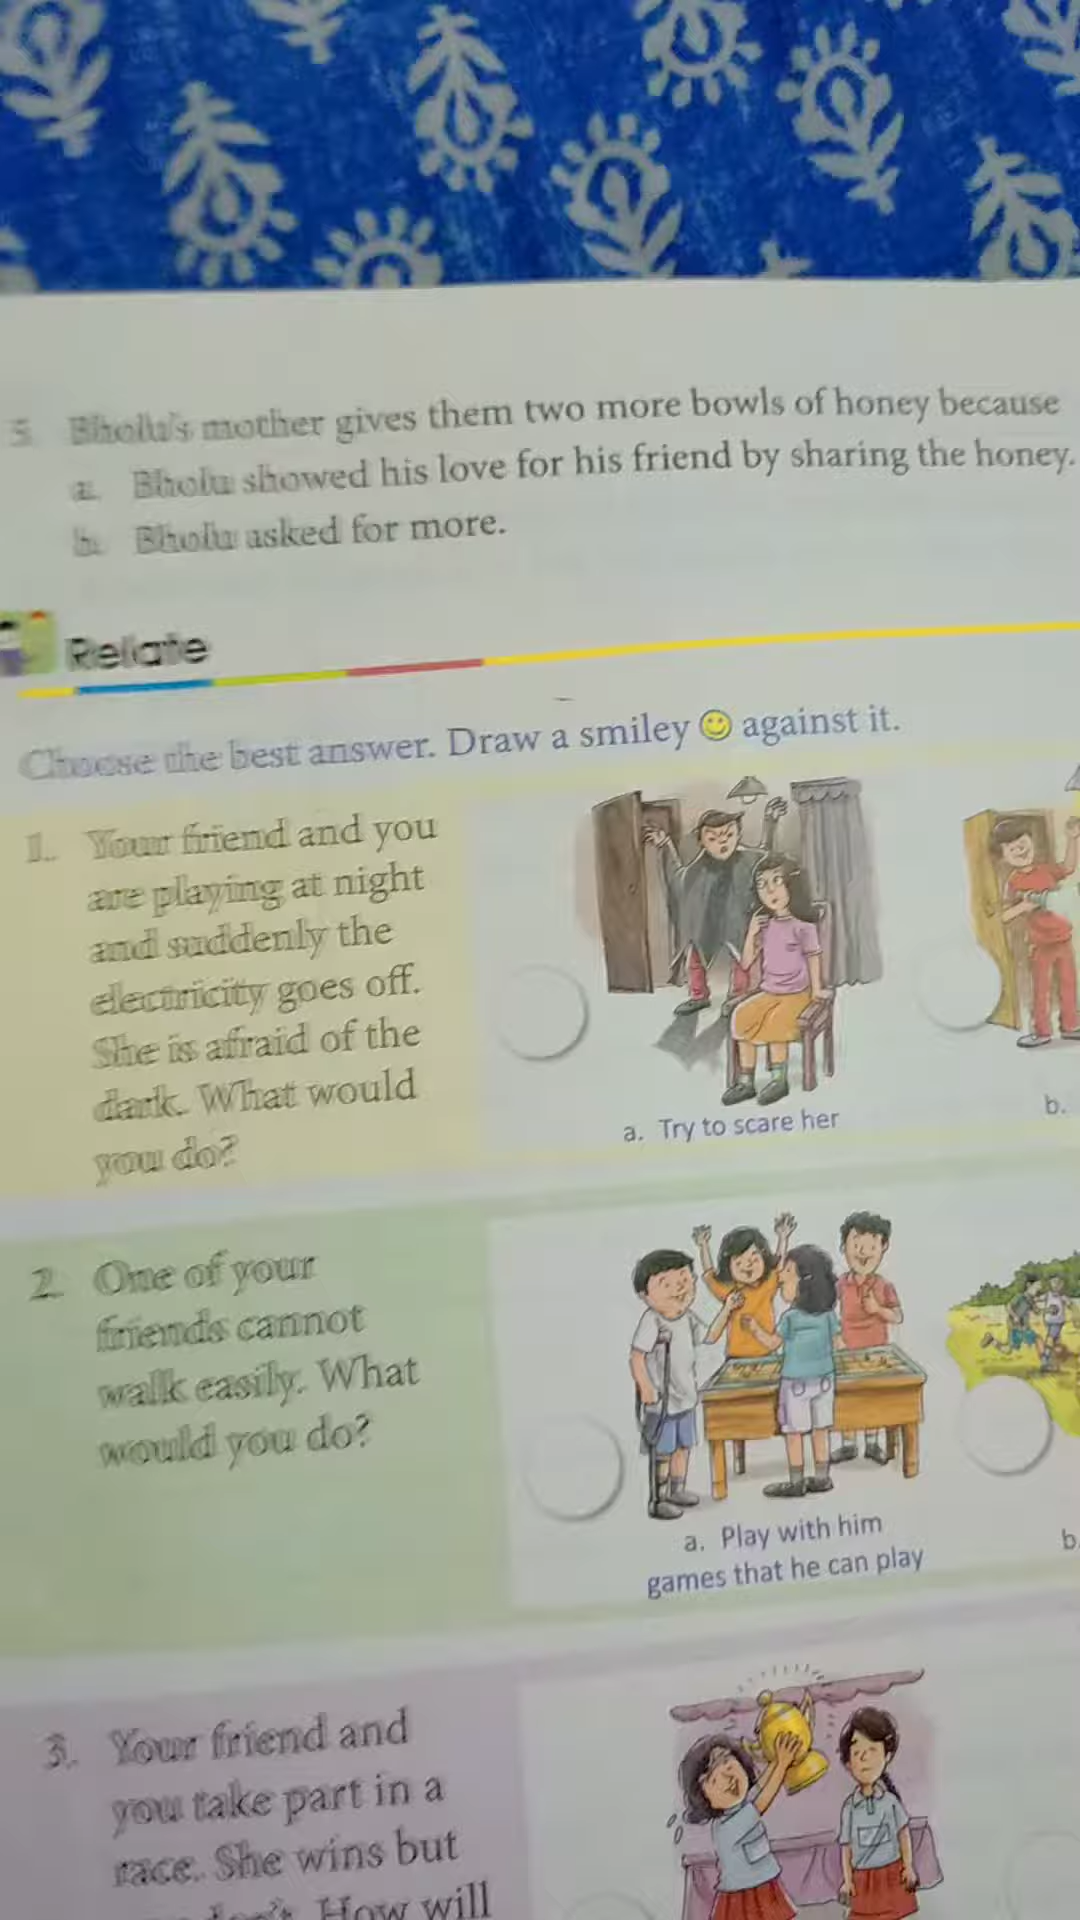 5. Bholu's mother gives them two more bowls of honey because
a. Bholu showed his love for his friend by sharing the honey.
b. Bholu asked for more.
Relate
Choose the best answer. Draw a smiley 😊 against it.
1. Your friend and you
are playing at night
and suddenly the
electricity goes off.
She is afraid of the
dark. What would
you do?
a. Try to scare her
b.
2. One of your
friends cannot
walk easily. What
would you do?
a. Play with him
games that he can play
b.
3. Your friend and
you take part in a
race. She wins but
How will